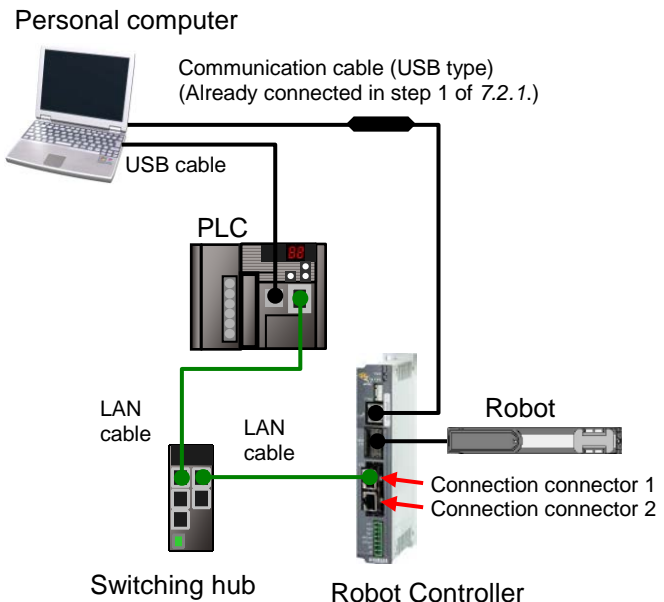 Personal computer
Communication cable (USB type)
(Already connected in step 1 of 7.2.1.)
USB cable
PLC
88
LAN
cable
LAN
cable
Robot
Connection connector 1
Connection connector 2
Switching hub
Robot Controller